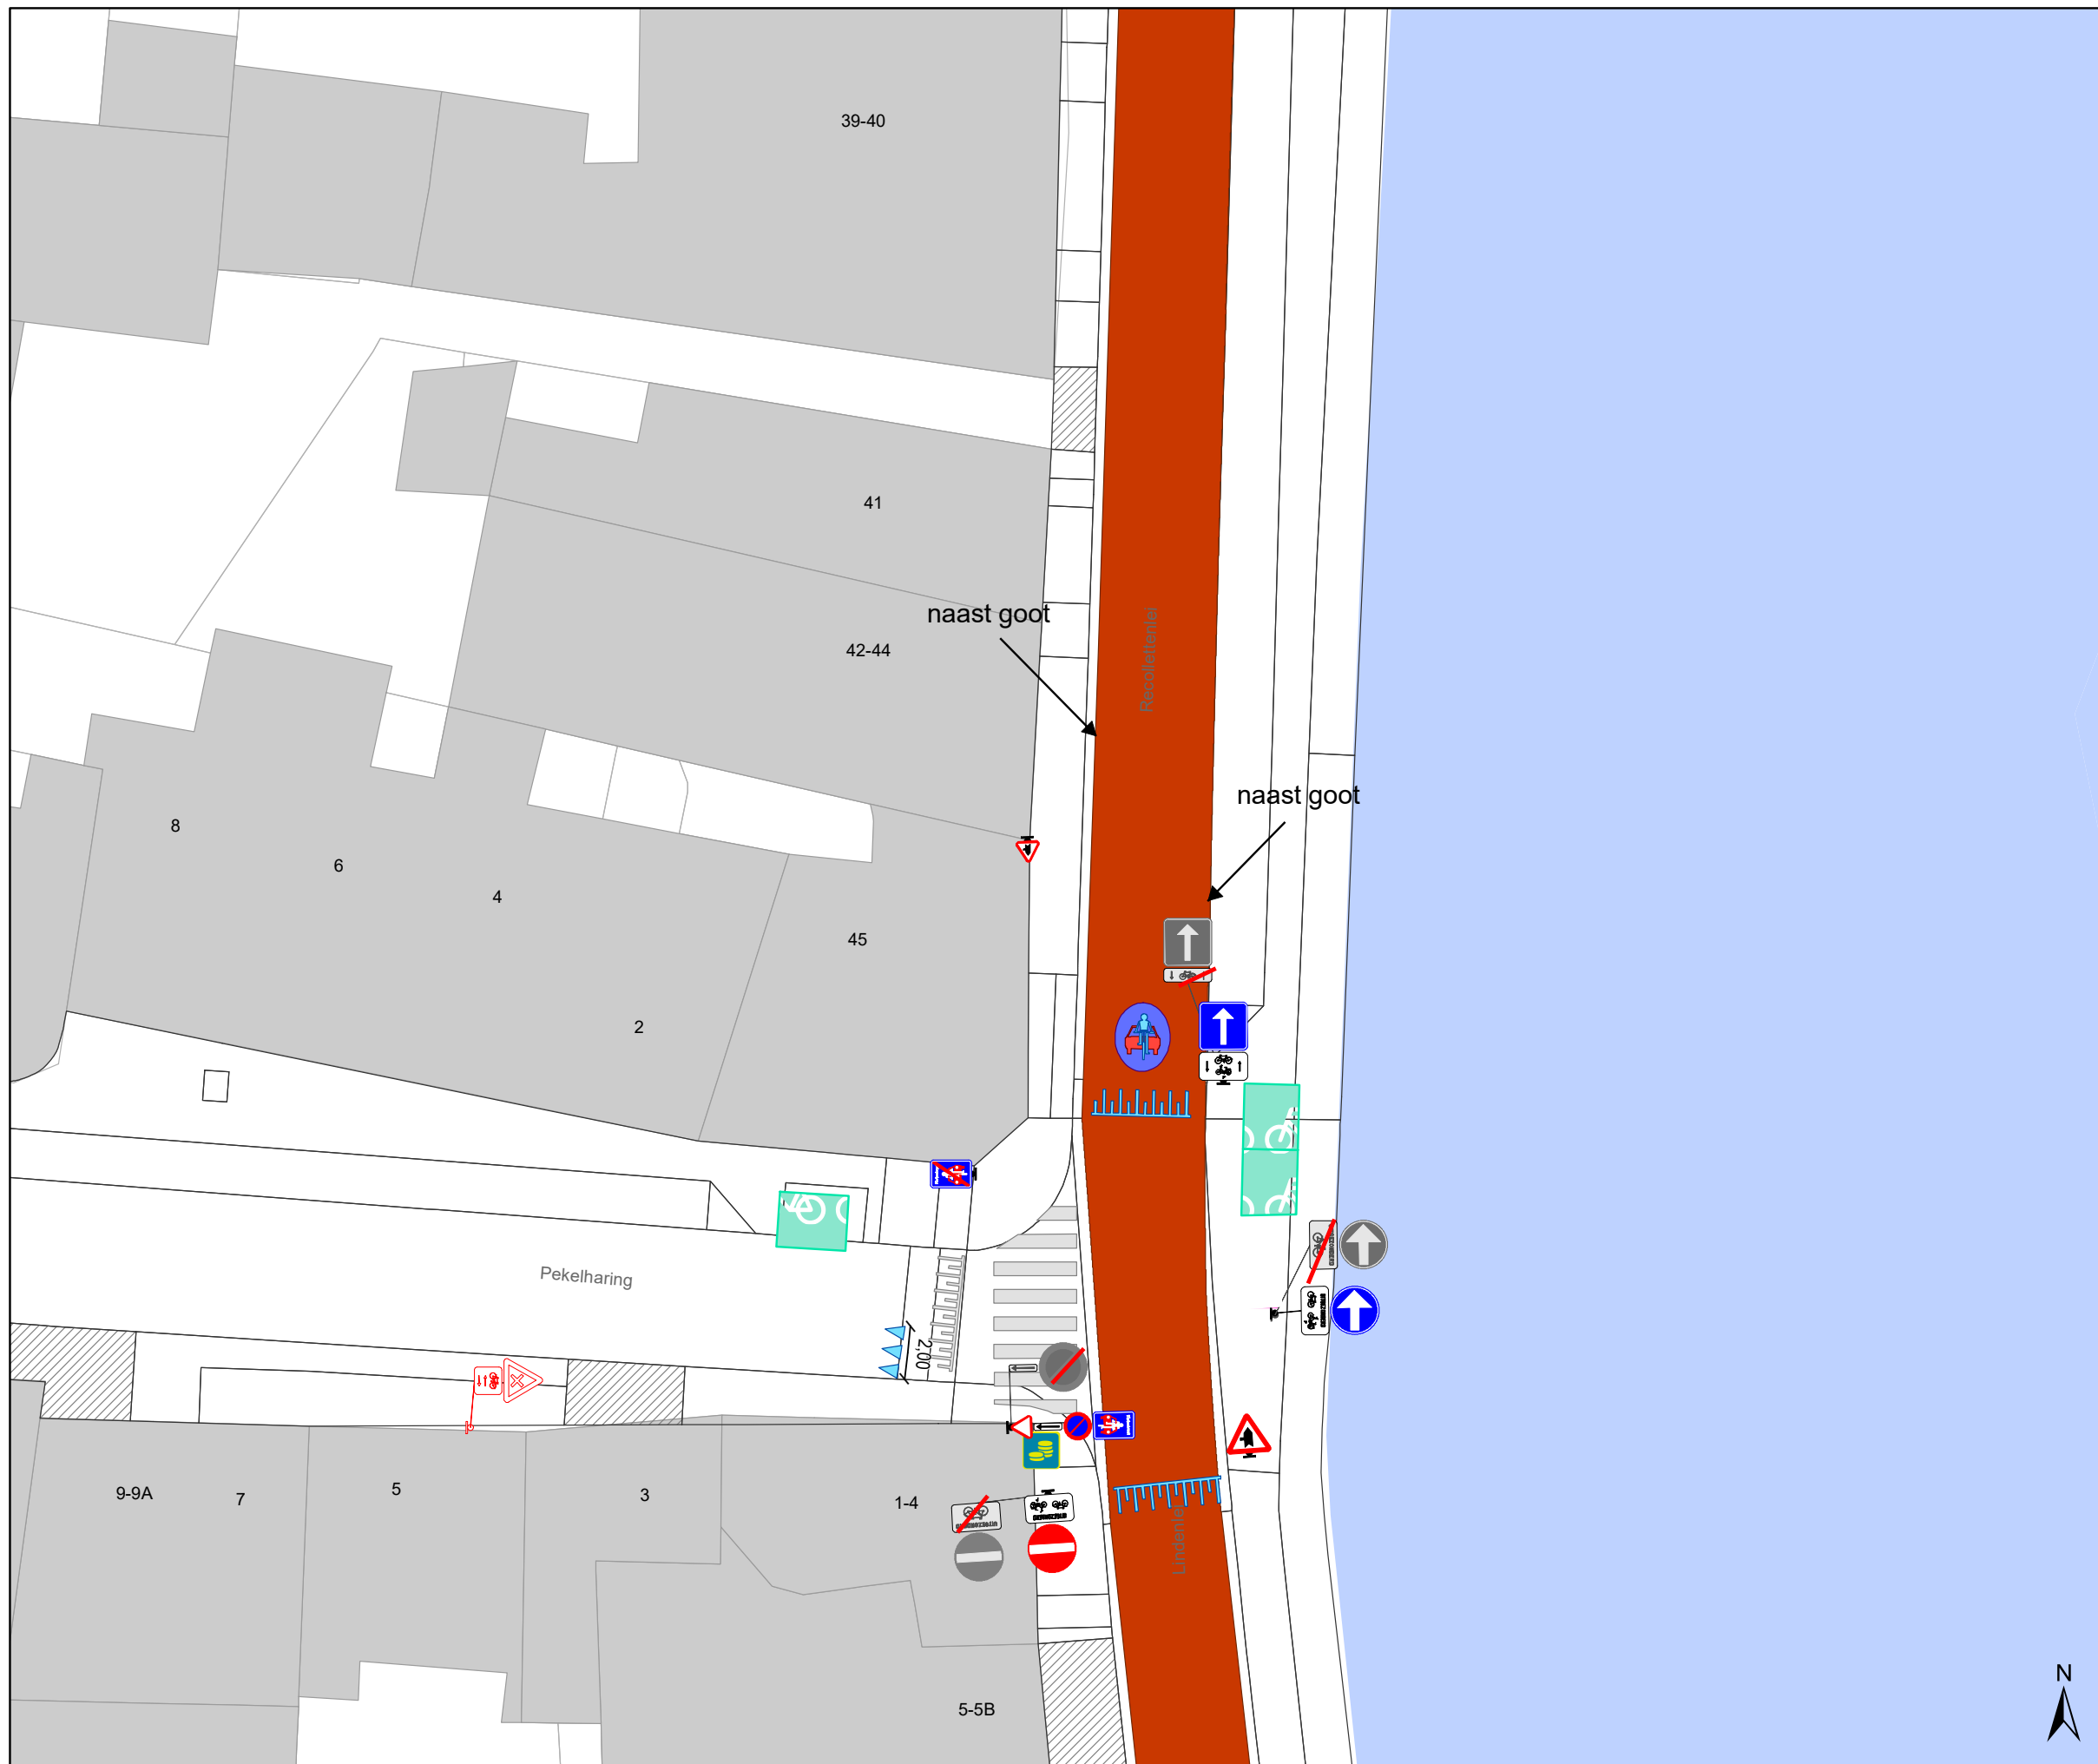 39-40
41
naast goot
42-44
Recollettenlei
naast goot
8
6
4
45
2
Pekelharing
2,00
9-9A
7
5
3
1-4
Lindenlei
5-5B
N